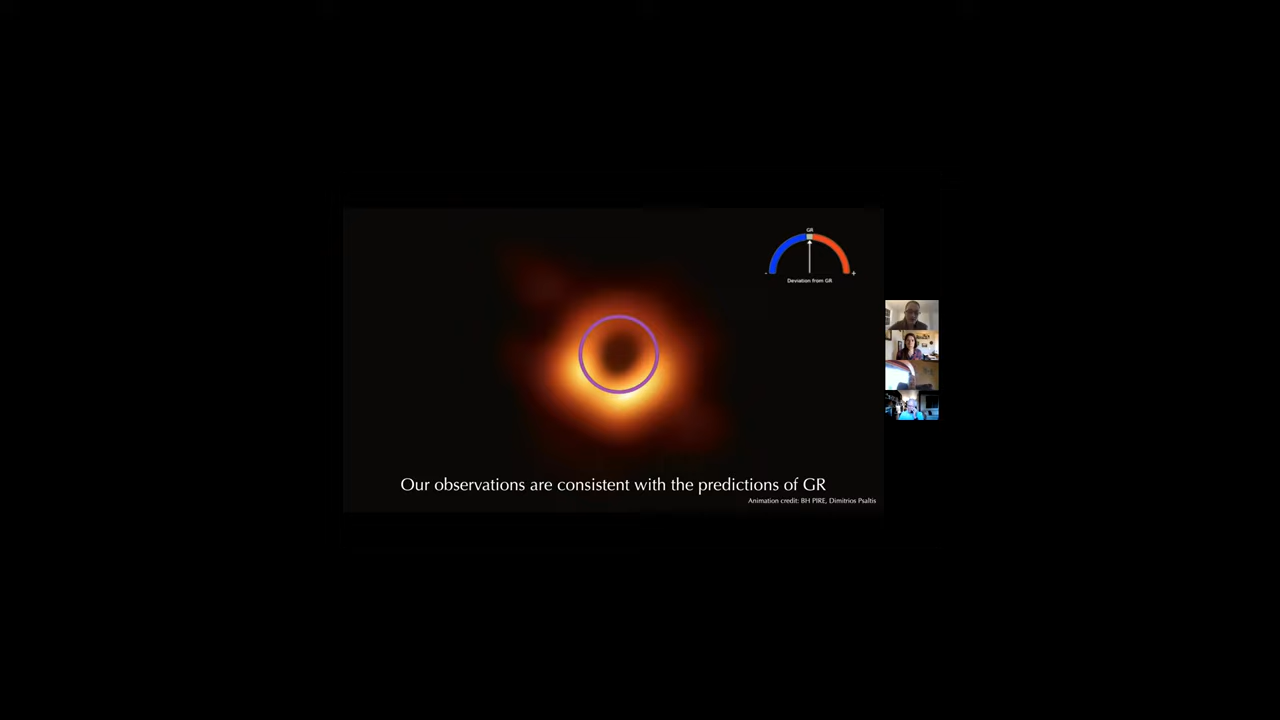 GR
- +
Deviation from GR
Our observations are consistent with the predictions of GR
Animation credit: BH PIRE, Dimitrios Psaltis